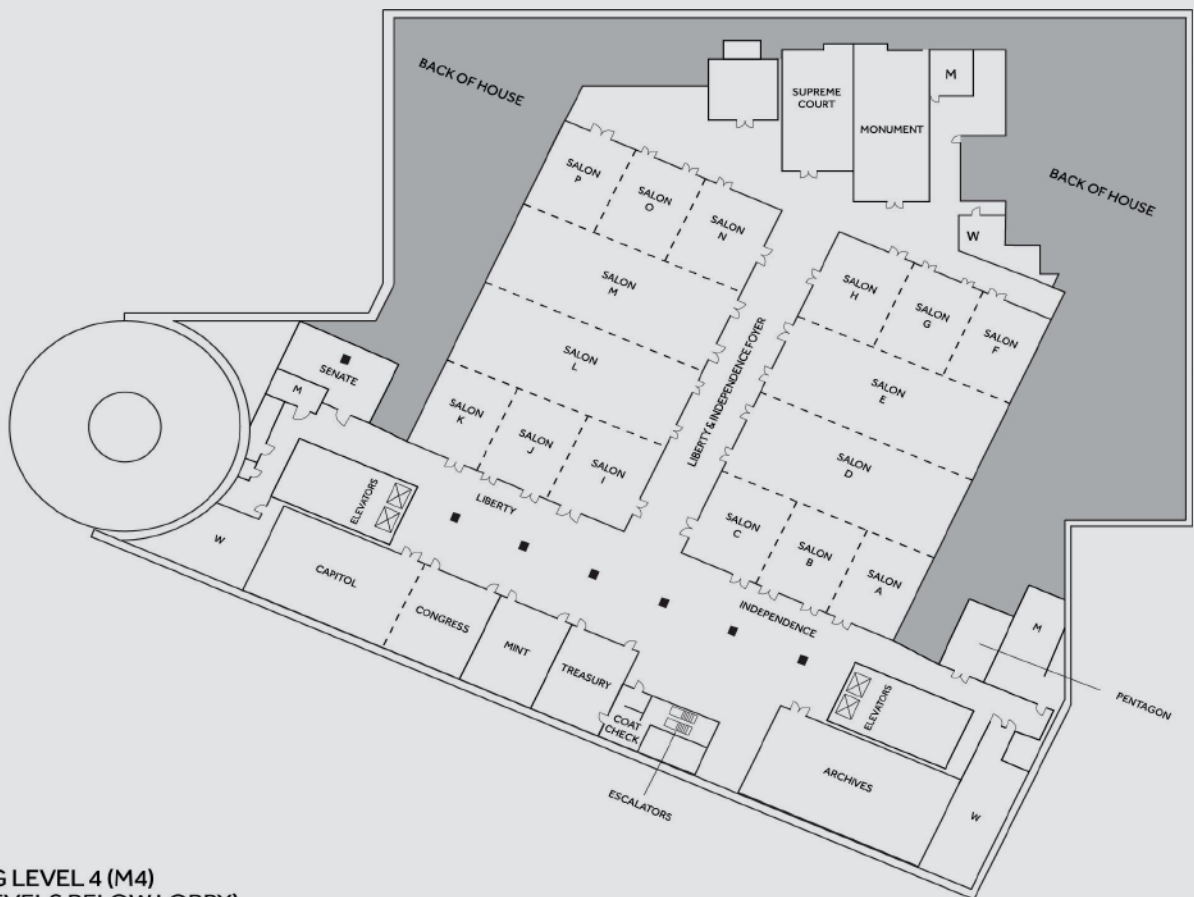 BACK OF HOUSE
SUPREME
COURT
MONUMENT
M
BACK OF HOUSE
W
SALON
P
SALON
O
SALON
N
SALON
M
SALON
L
SALON
K
SALON
J
SALON
I
LIBERTY & INDEPENDENCE FOYER
SALON
H
SALON
G
SALON
F
SALON
E
SALON
D
SALON
C
SALON
B
SALON
A
SENATE
M
ELEVATORS
LIBERTY
W
CAPITOL
CONGRESS
MINT
TREASURY
COAT
CHECK
ESCALATORS
INDEPENDENCE
ELEVATORS
ARCHIVES
M
PENTAGON
W
LEVEL 4 (M4)
BELOW LOBBY)